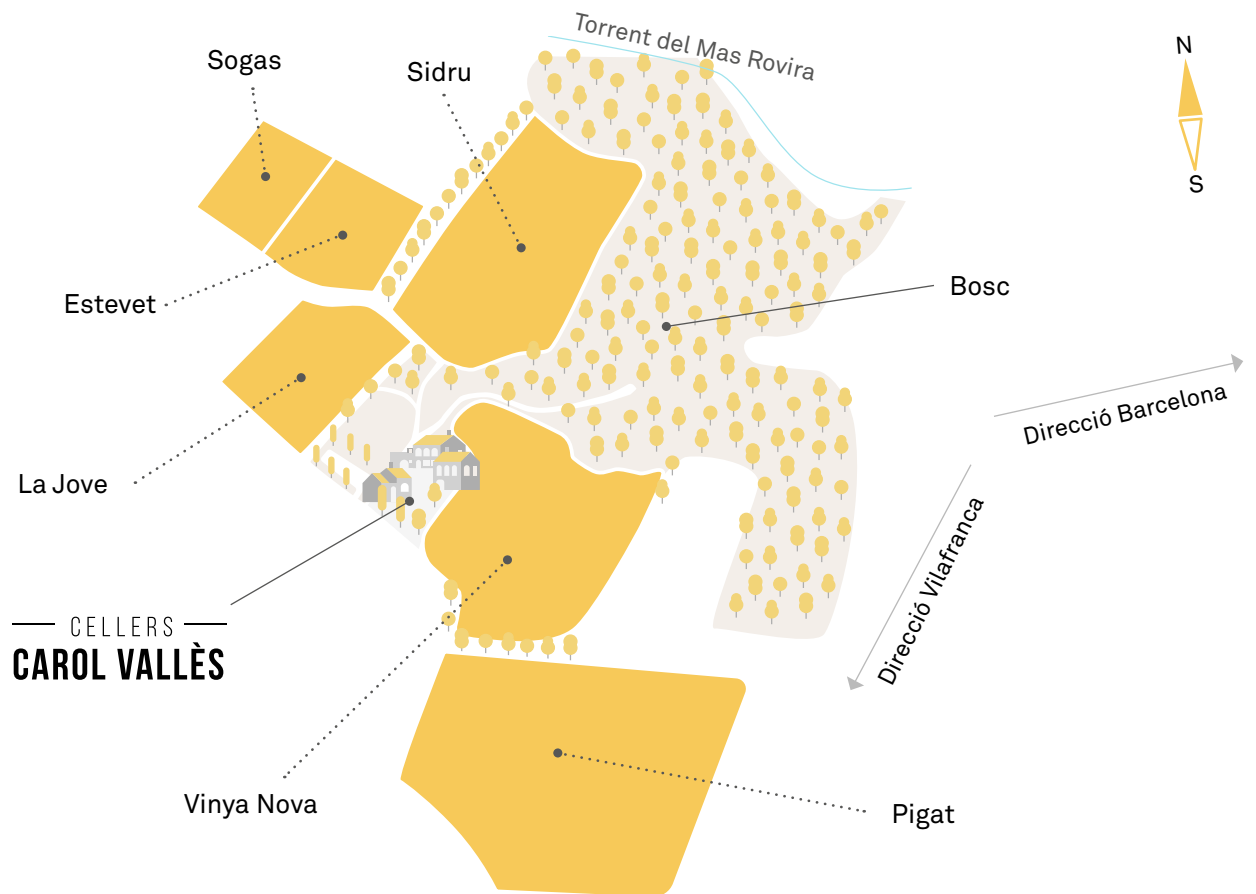 Torrent del Mas Rovira
N
Sogas
Sidru
S
Estevet
Bosc
Direcció Barcelona
La Jove
Direcció Vilafranca
CELLERS
CAROL VALLÈS
Vinya Nova
Pigat